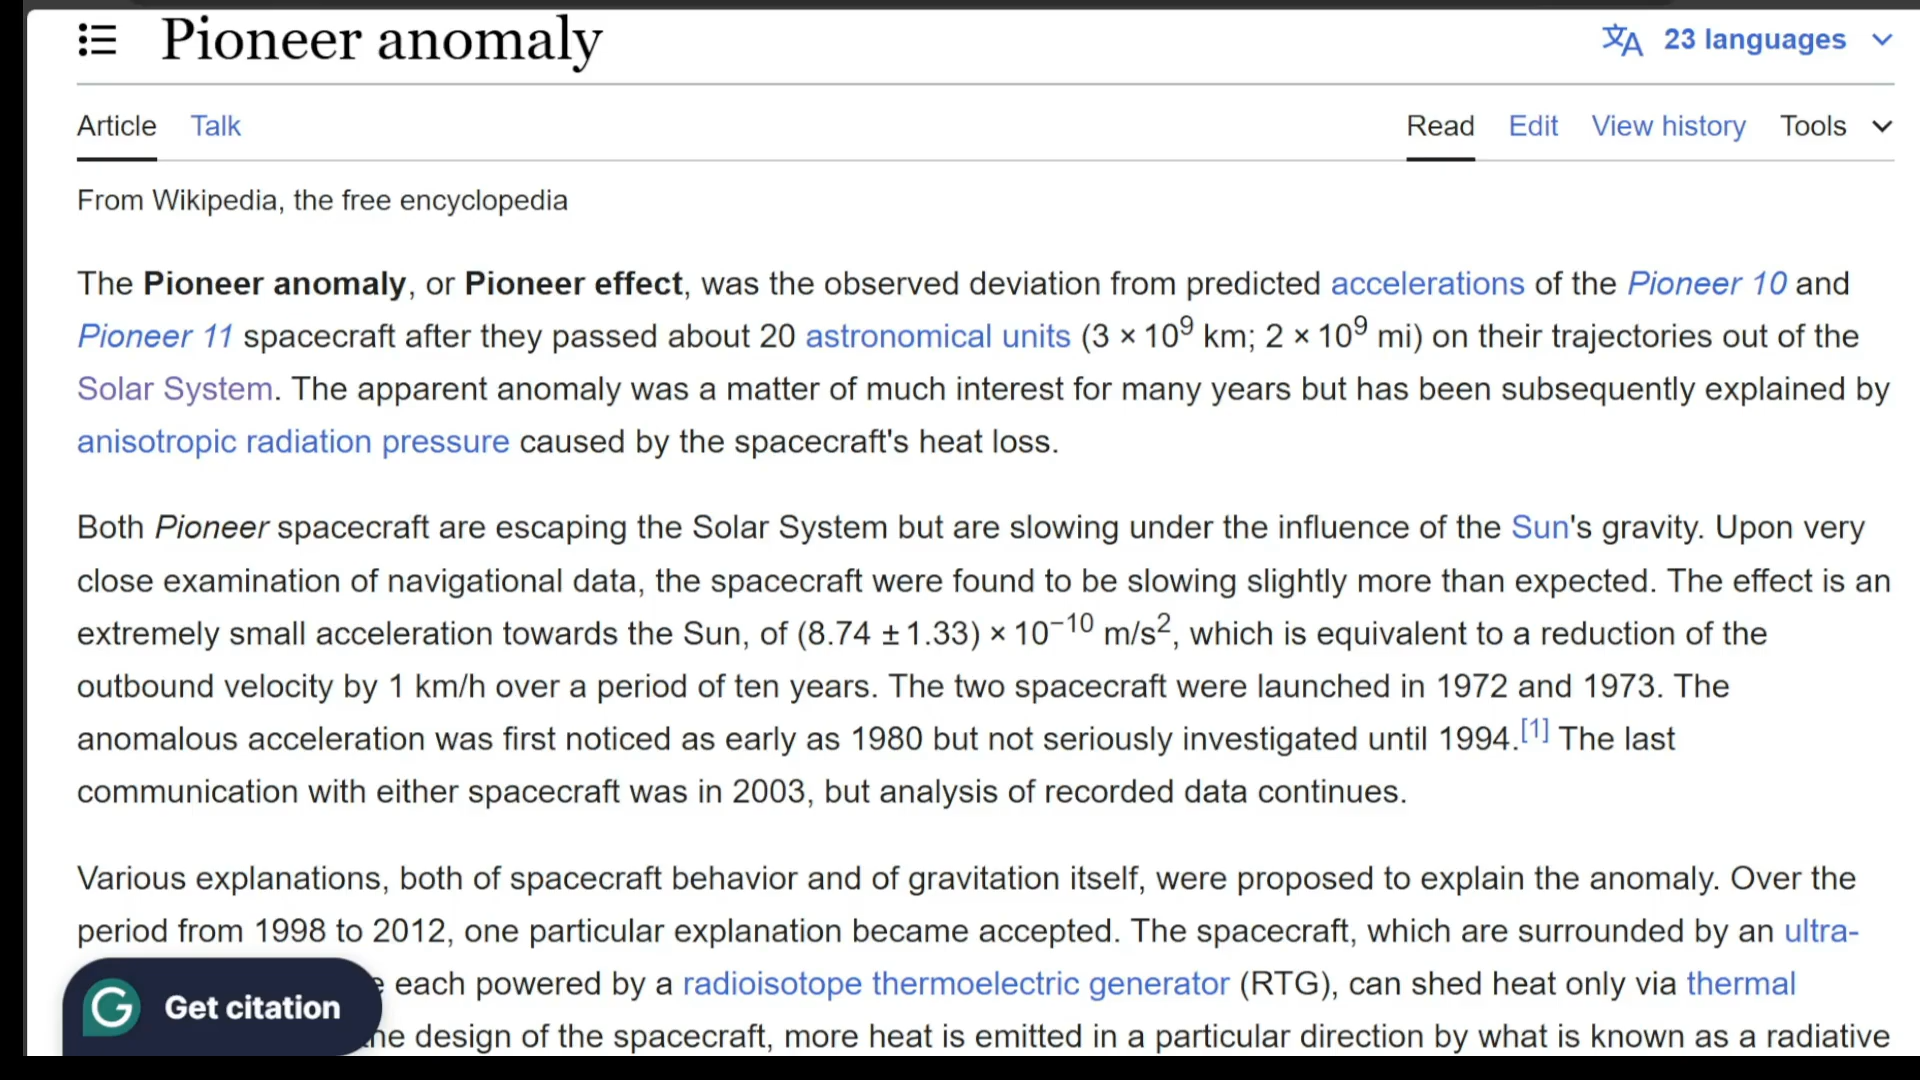 Pioneer anomaly
23 languages
Article Talk
Read Edit View history Tools
From Wikipedia, the free encyclopedia
The Pioneer anomaly, or Pioneer effect, was the observed deviation from predicted accelerations of the Pioneer 10 and
Pioneer 11 spacecraft after they passed about 20 astronomical units (3 × 10⁹ km; 2 × 10⁹ mi) on their trajectories out of the
Solar System. The apparent anomaly was a matter of much interest for many years but has been subsequently explained by
anisotropic radiation pressure caused by the spacecraft's heat loss.
Both Pioneer spacecraft are escaping the Solar System but are slowing under the influence of the Sun's gravity. Upon very
close examination of navigational data, the spacecraft were found to be slowing slightly more than expected. The effect is an
extremely small acceleration towards the Sun, of (8.74 ± 1.33) × 10⁻¹⁰ m/s², which is equivalent to a reduction of the
outbound velocity by 1 km/h over a period of ten years. The two spacecraft were launched in 1972 and 1973. The
anomalous acceleration was first noticed as early as 1980 but not seriously investigated until 1994.[1] The last
communication with either spacecraft was in 2003, but analysis of recorded data continues.
Various explanations, both of spacecraft behavior and of gravitation itself, were proposed to explain the anomaly. Over the
period from 1998 to 2012, one particular explanation became accepted. The spacecraft, which are surrounded by an ultra-
each powered by a radioisotope thermoelectric generator (RTG), can shed heat only via thermal
Get citation
design of the spacecraft, more heat is emitted in a particular direction by what is known as a radiative